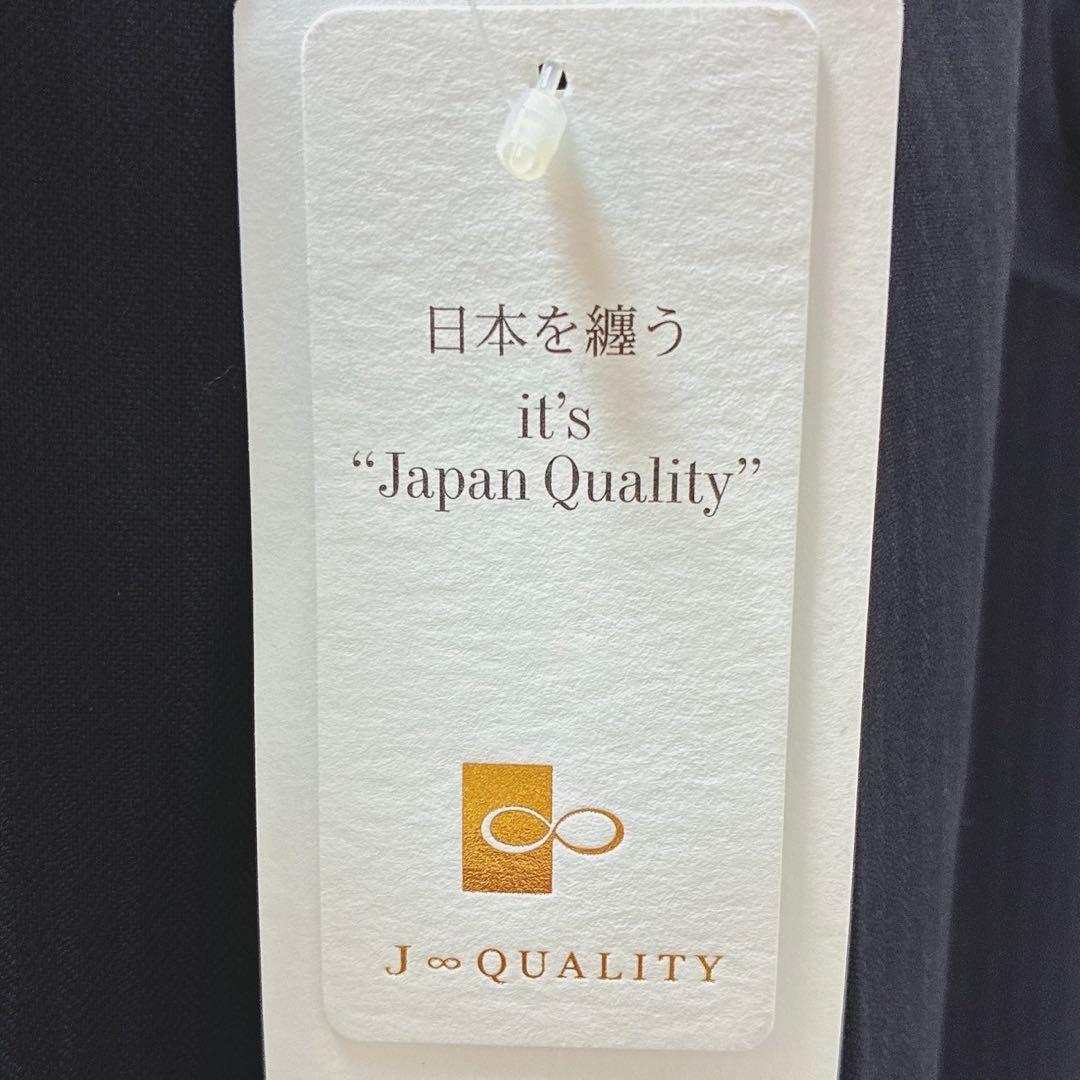 日本を纏う
it’s
“Japan Quality”
J∞QUALITY